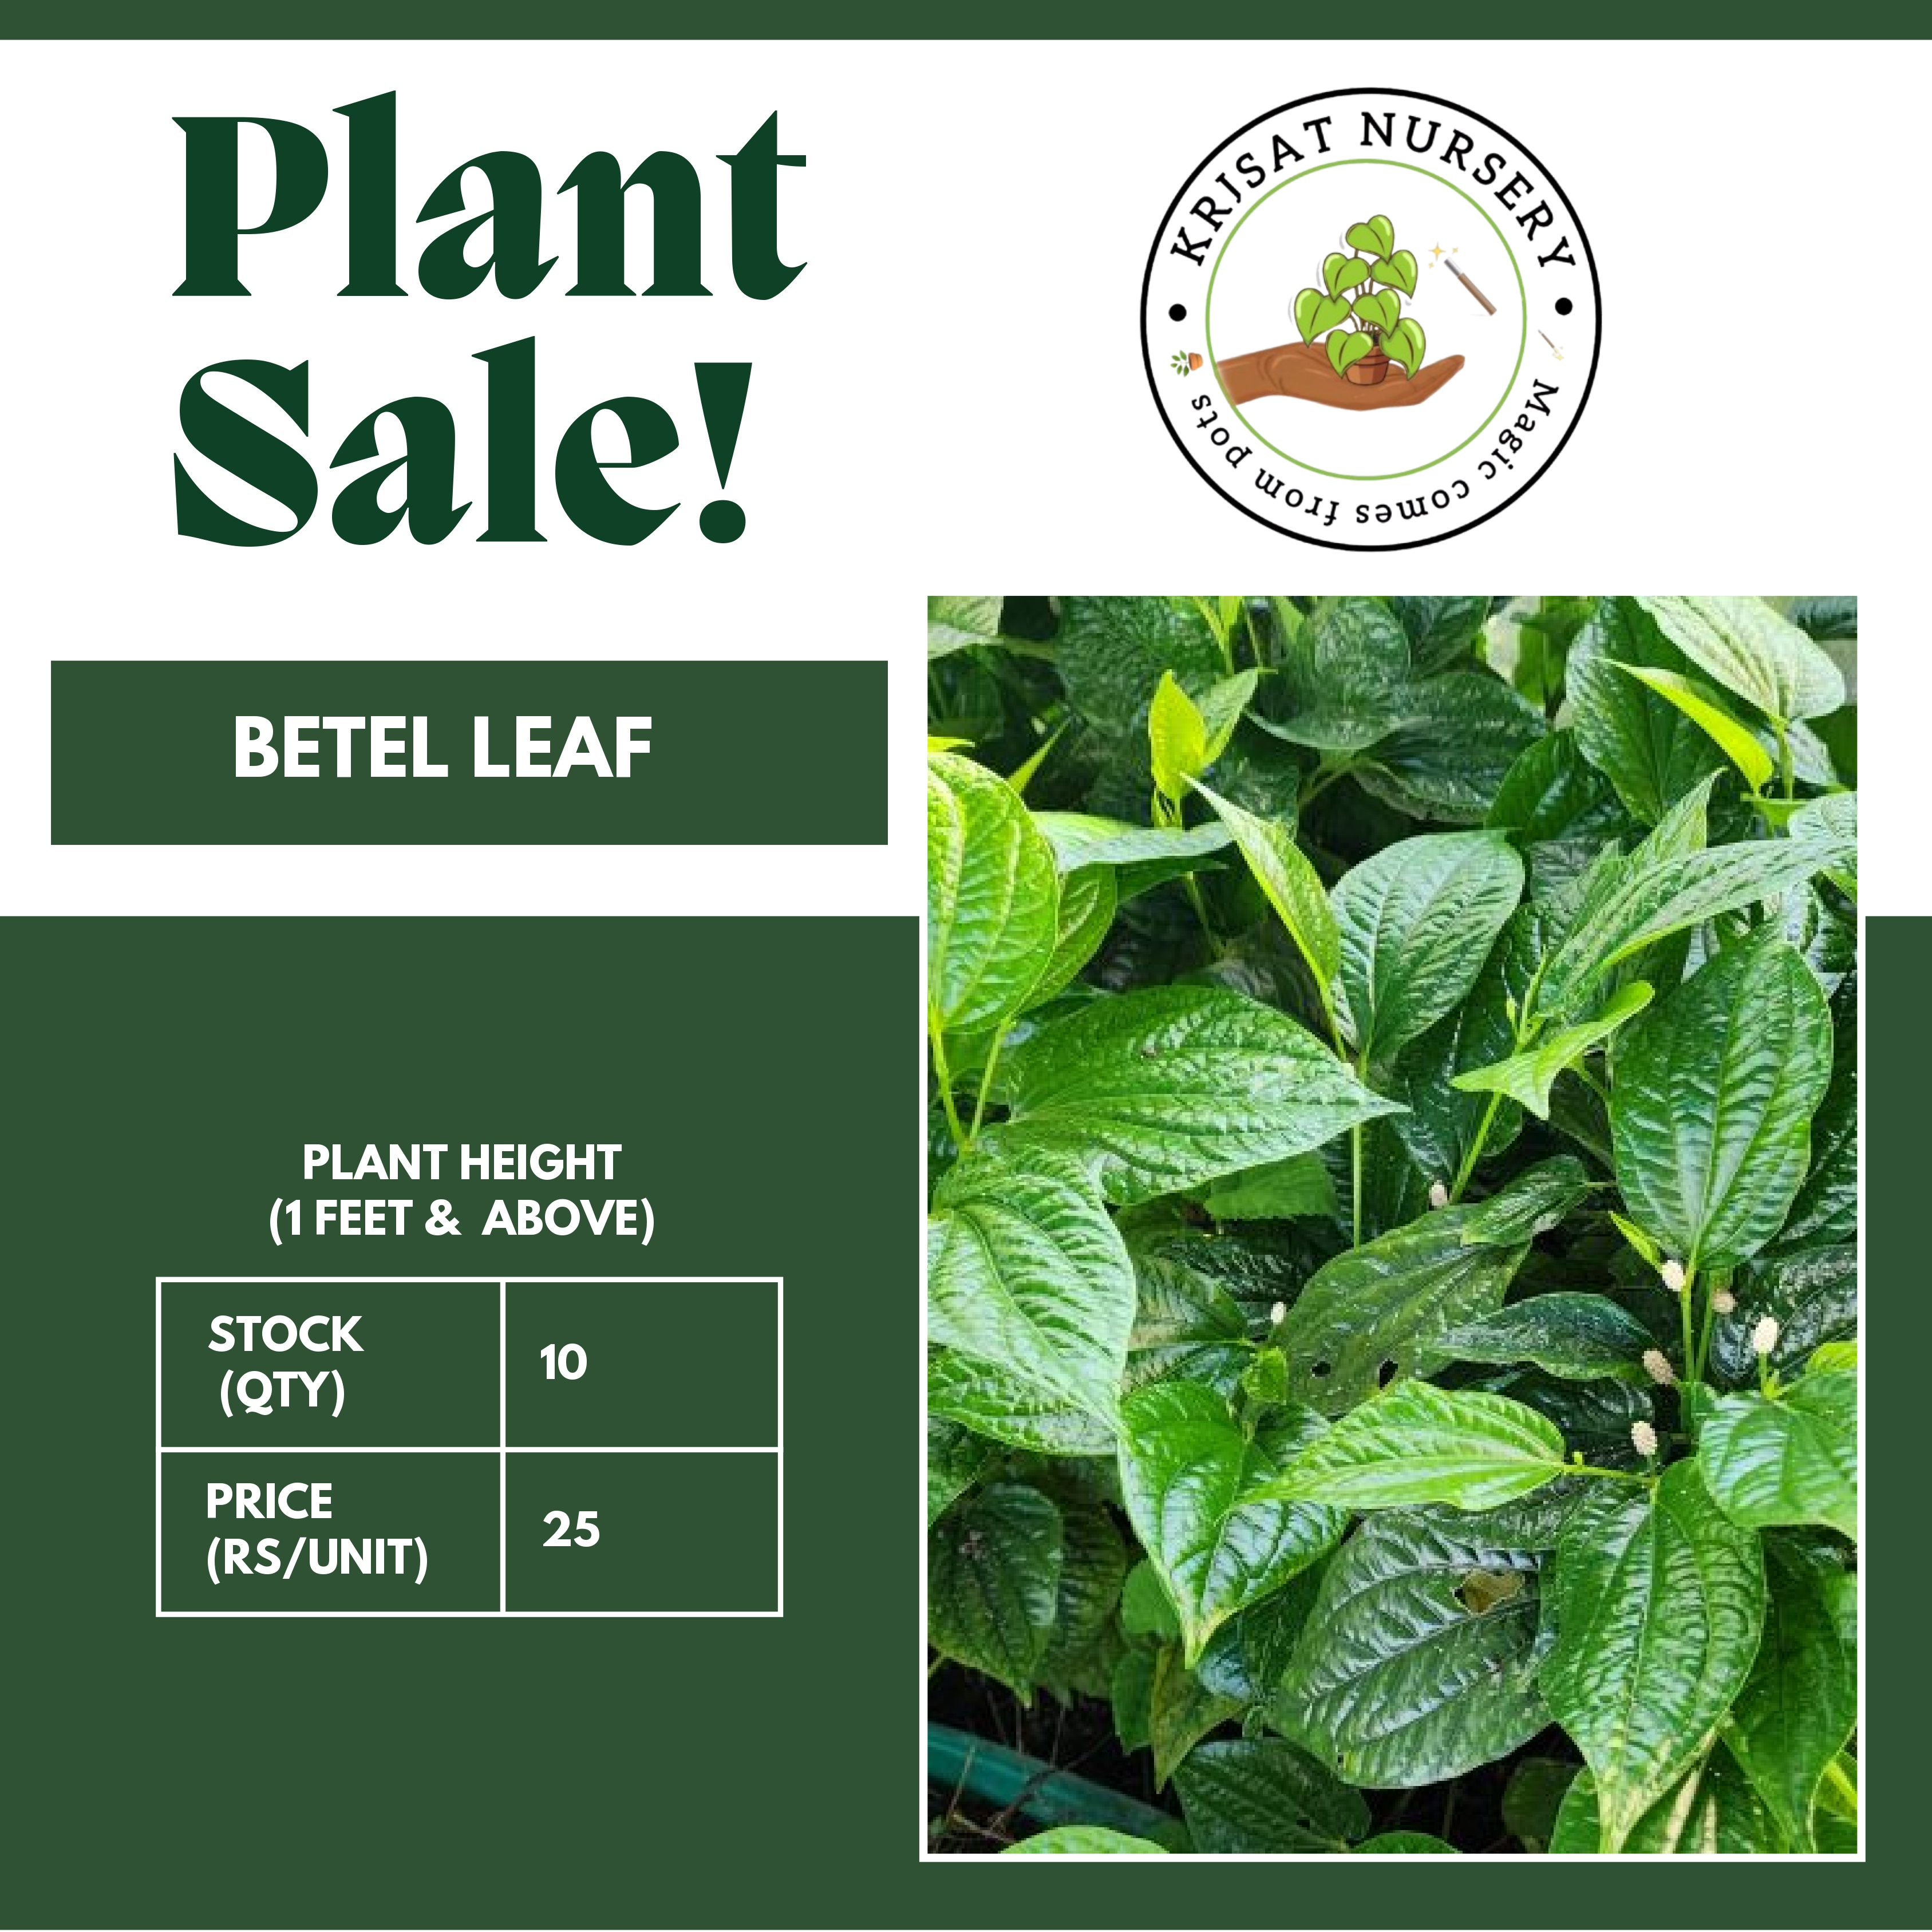 Plant
Sale!
KRISAT NURSERY
Magic comes from pots
BETEL LEAF
PLANT HEIGHT
(1 FEET & ABOVE)
STOCK
(QTY)
10
PRICE
(RS/UNIT)
25